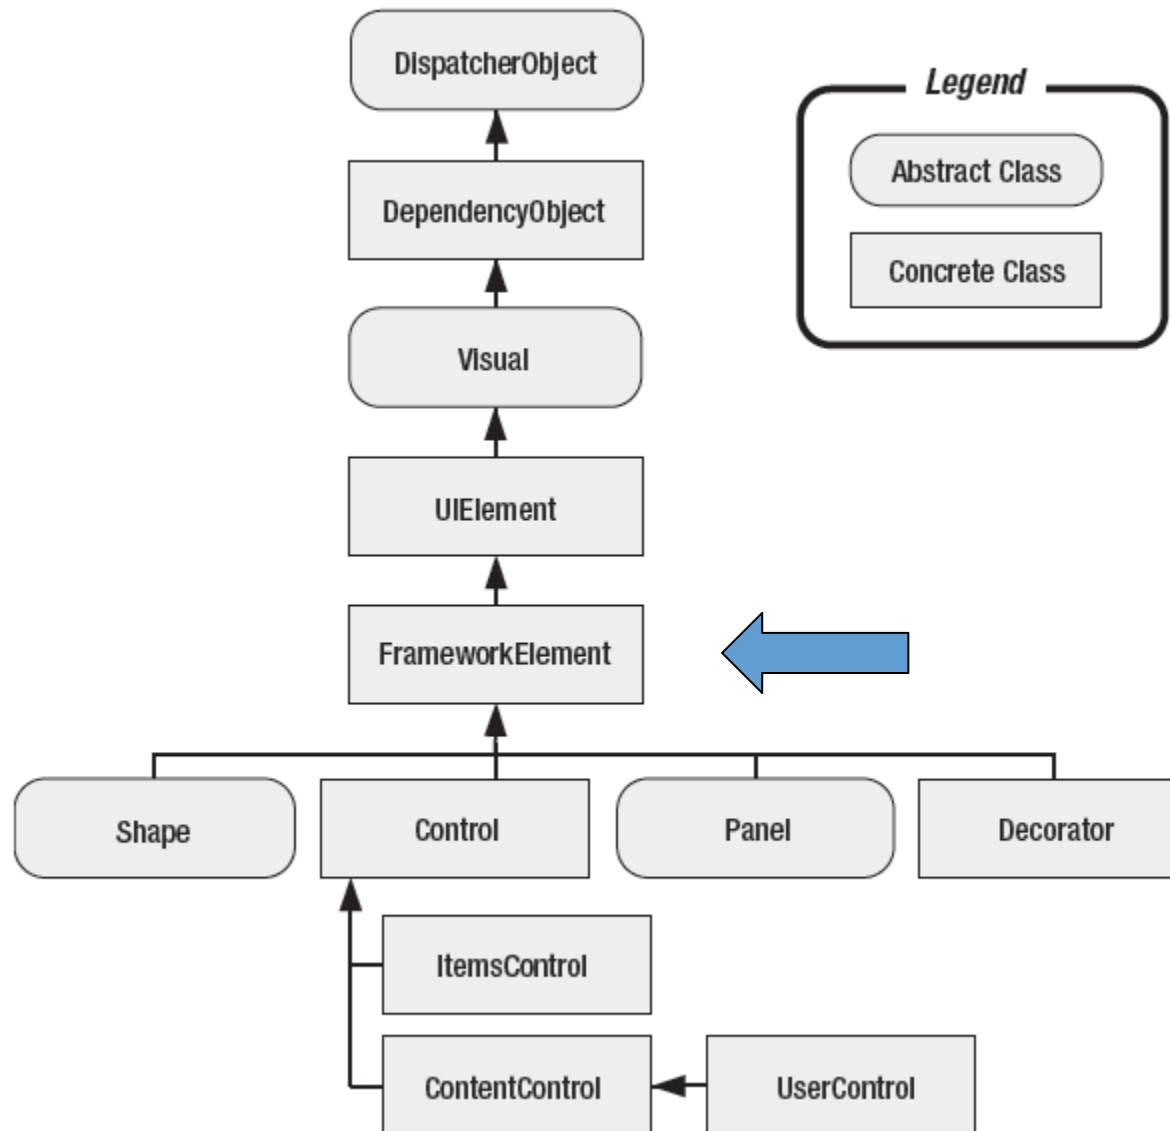 DispatcherObject
Legend
Abstract Class
DependencyObject
Concrete Class
Visual
UIElement
FrameworkElement
Shape
Control
Panel
Decorator
ItemsControl
ContentControl
UserControl